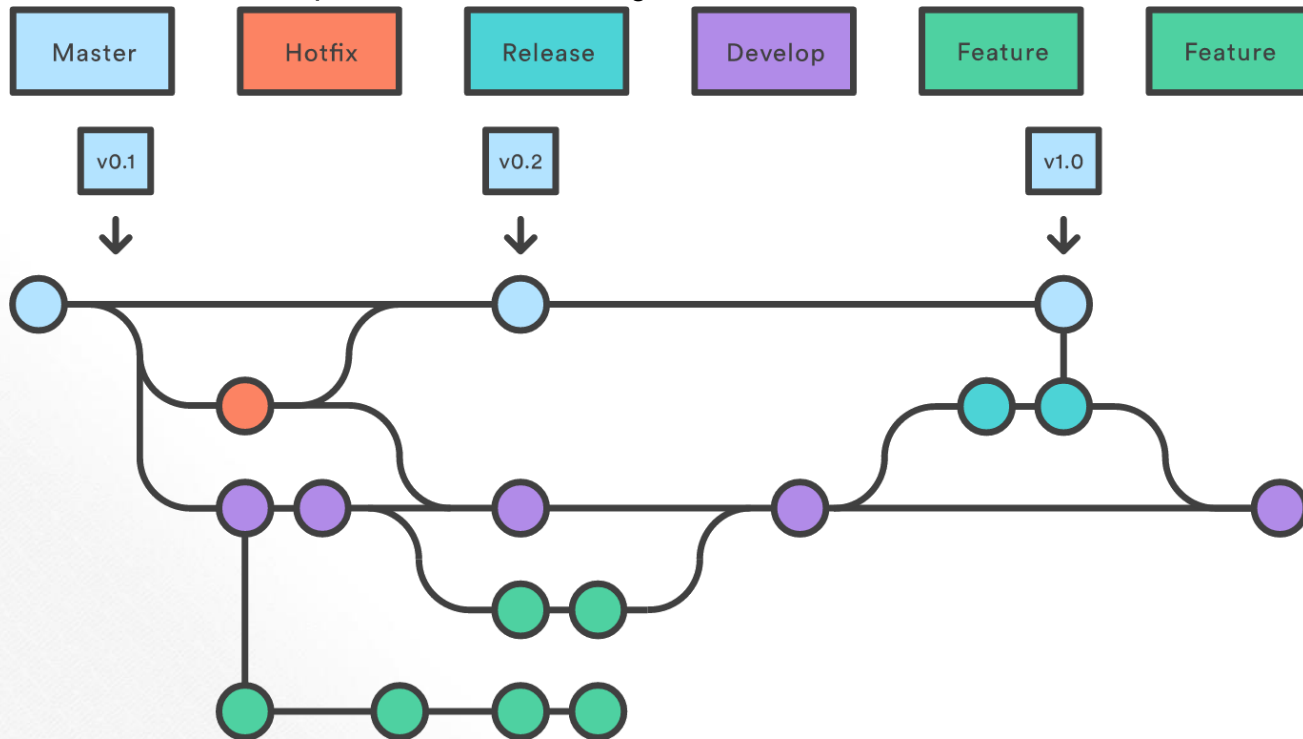 Master
Hotfix
Release
Develop
Feature
Feature
v0.1
v0.2
v1.0